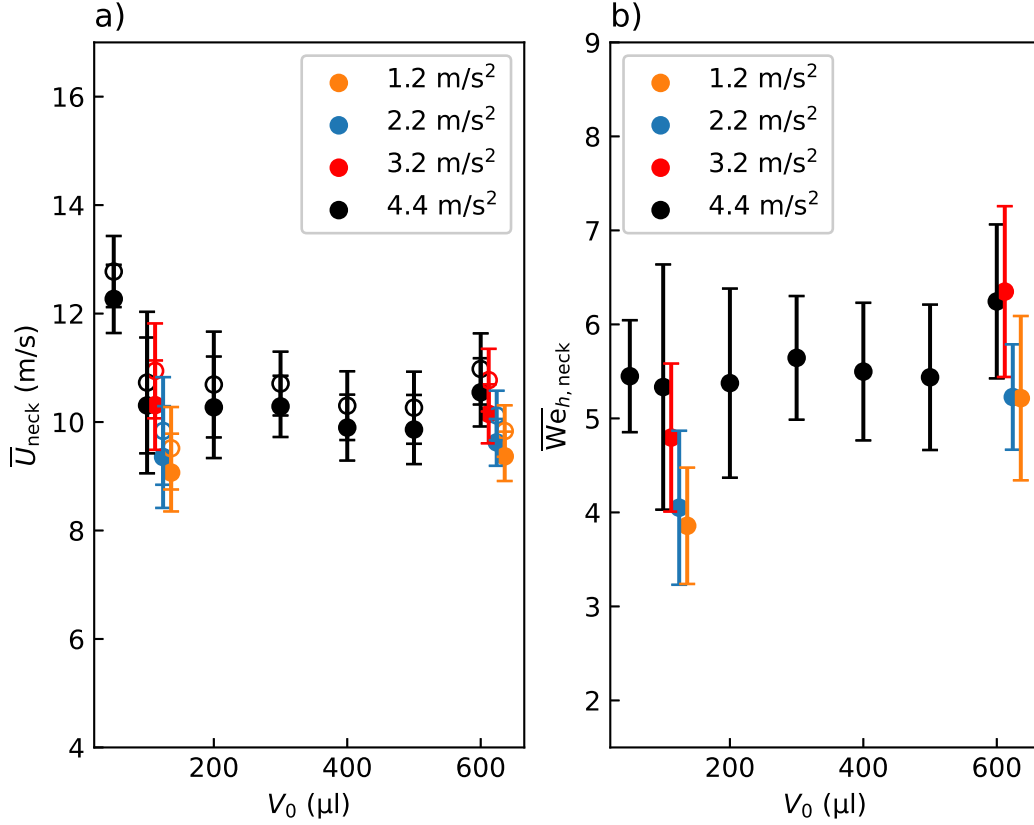 a)
16
14
12
10
8
6
4
200
400
600
V₀ (µl)
U̅neck (m/s)
1.2 m/s²
2.2 m/s²
3.2 m/s²
4.4 m/s²
b)
9
8
7
6
5
4
3
2
200
400
600
V₀ (µl)
W̅e̅h, neck
1.2 m/s²
2.2 m/s²
3.2 m/s²
4.4 m/s²